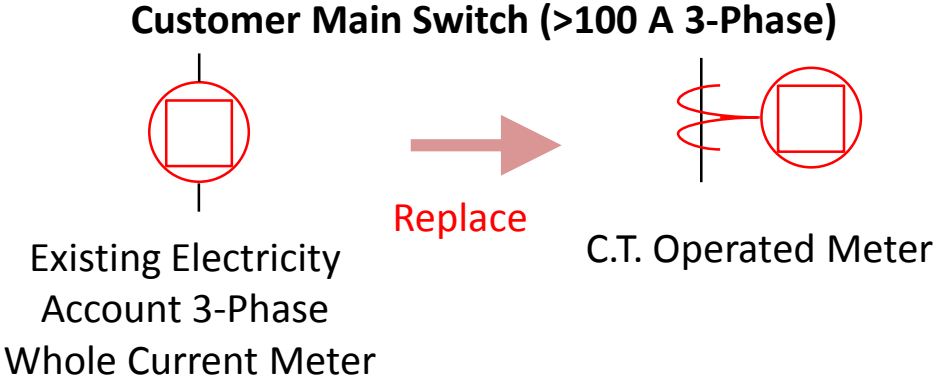 Customer Main Switch (>100 A 3-Phase)
Replace
Existing Electricity
Account 3-Phase
Whole Current Meter
C.T. Operated Meter